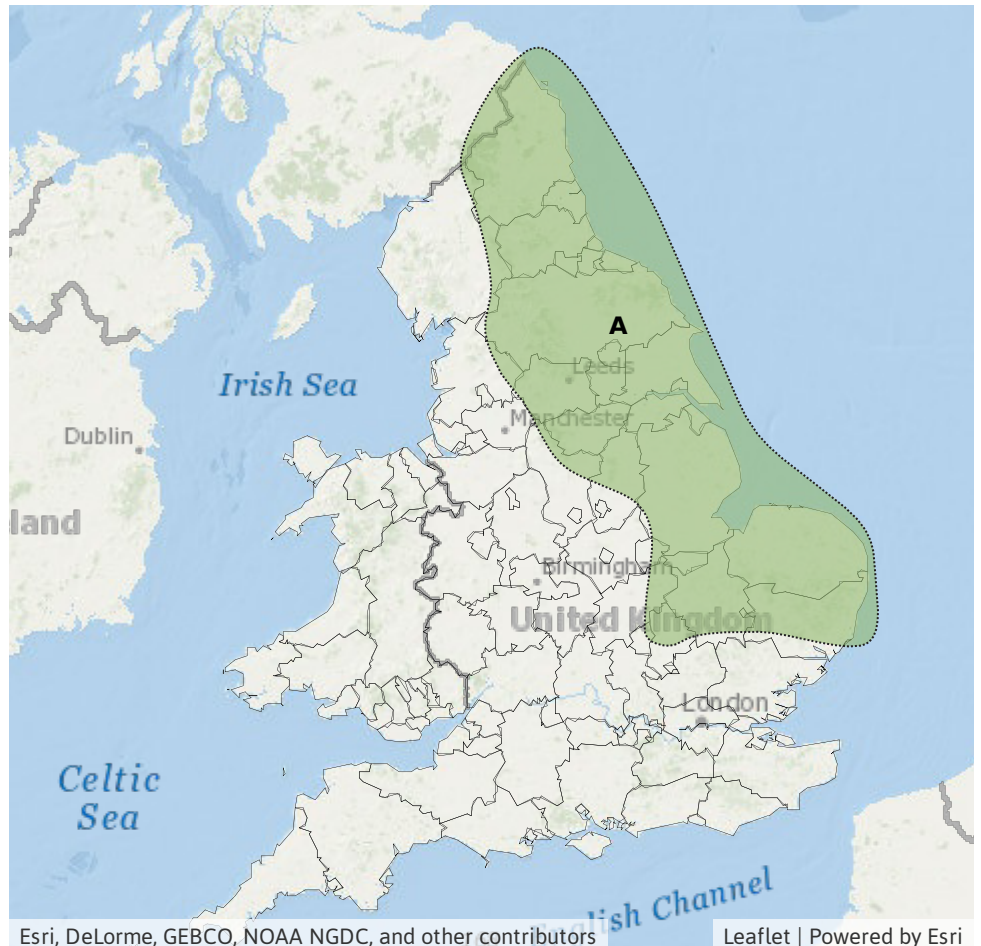 A
Leeds
Irish Sea
Manchester
Dublin
land
Birmingham
United Kingdom
London
Celtic
Sea
English Channel
Esri, DeLorme, GEBCO, NOAA NGDC, and other contributors
Leaflet | Powered by Esri